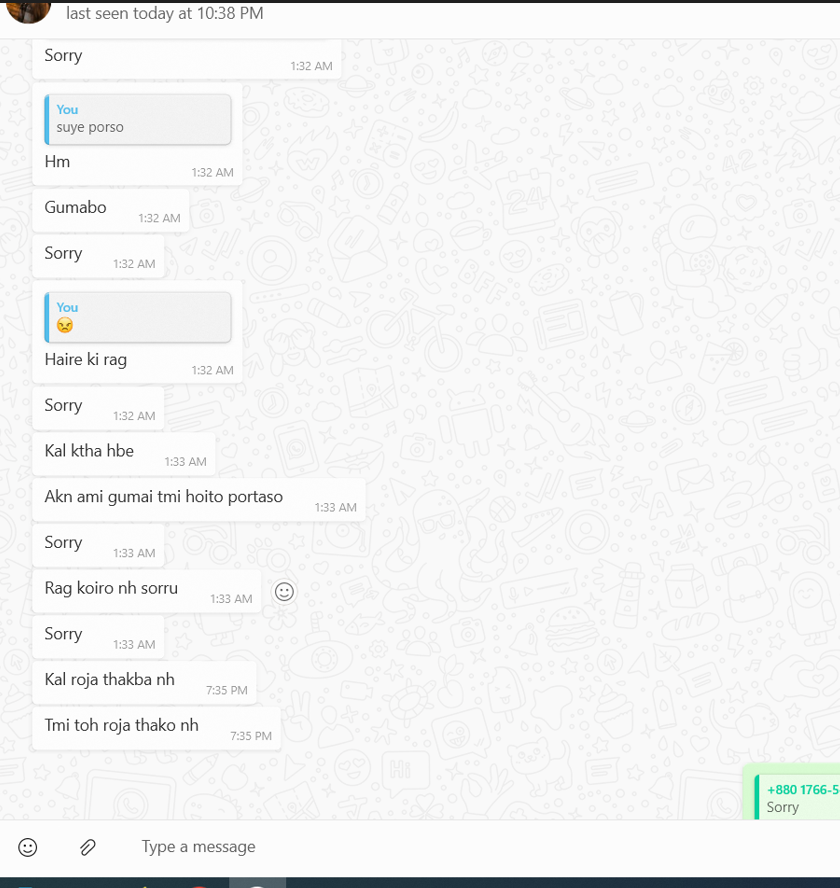 last seen today at 10:38 PM
Sorry
1:32 AM
You
suye porso
Hm
1:32 AM
Gumabo
1:32 AM
Sorry
1:32 AM
You
Haire ki rag
1:32 AM
Sorry
1:32 AM
Kal ktha hbe
1:33 AM
Akn ami gumai tmi hoito portaso
1:33 AM
Sorry
1:33 AM
Rag koiro nh sorru
1:33 AM
Sorry
1:33 AM
Kal roja thakba nh
7:35 PM
Tmi toh roja thako nh
7:35 PM
+880 1766-5
Sorry
Type a message